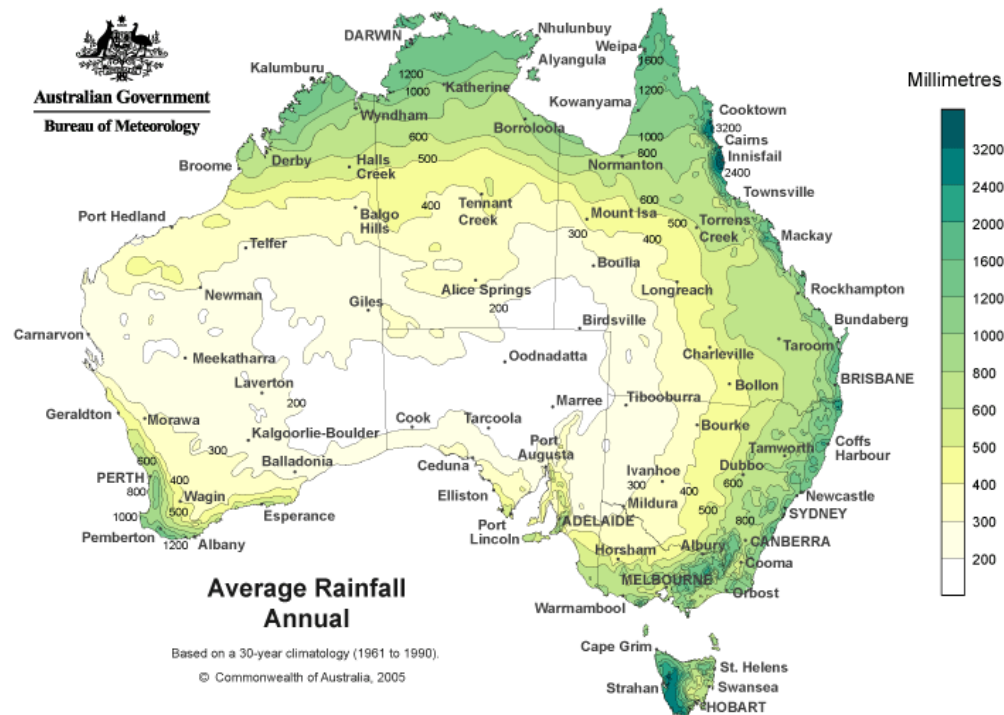 Australian Government
Bureau of Meteorology
DARWIN
Nhulunbuy
Weipa
Alyangula
Kalumburu
1600
Millimetres
1200
1000
Katherine
1200
Kowanyama
Cooktown
Wyndham
Borroloola
3200
Cairns
600
1000
Innisfail
Broome
Derby
Halls
Creek
500
Normanton
800
2400
Townsville
Port Hedland
Balgo
Hills
400
Tennant
Creek
Mount Isa
600
500
Torrens
Creek
Mackay
Telfer
300
400
Boulia
Newman
Giles
Alice Springs
200
Longreach
Rockhampton
Birdsville
Bundaberg
Carnarvon
Meekatharra
Oodnadatta
Charleville
Taroom
Laverton
200
Bollon
BRISBANE
Geraldton
Morawa
Cook
Tarcoola
Marree
Tibooburra
Bourke
Kalgoorlie-Boulder
300
Port
Augusta
Tamworth
Coffs
Harbour
600
PERTH
800
400
Balladonia
Ceduna
Ivanhoe
300
400
Dubbo
600
Wagin
500
Elliston
Mildura
Newcastle
1000
Esperance
Port
Lincoln
ADELAIDE
500
800
SYDNEY
Pemberton
1200
Albany
Horsham
Albury
CANBERRA
Cooma
MELBOURNE
Orbost
Warrnambool
Average Rainfall
Annual
Based on a 30-year climatology (1961 to 1990).
© Commonwealth of Australia, 2005
Cape Grim
St. Helens
Strahan
Swansea
HOBART
3200
2400
2000
1600
1200
1000
800
600
500
400
300
200